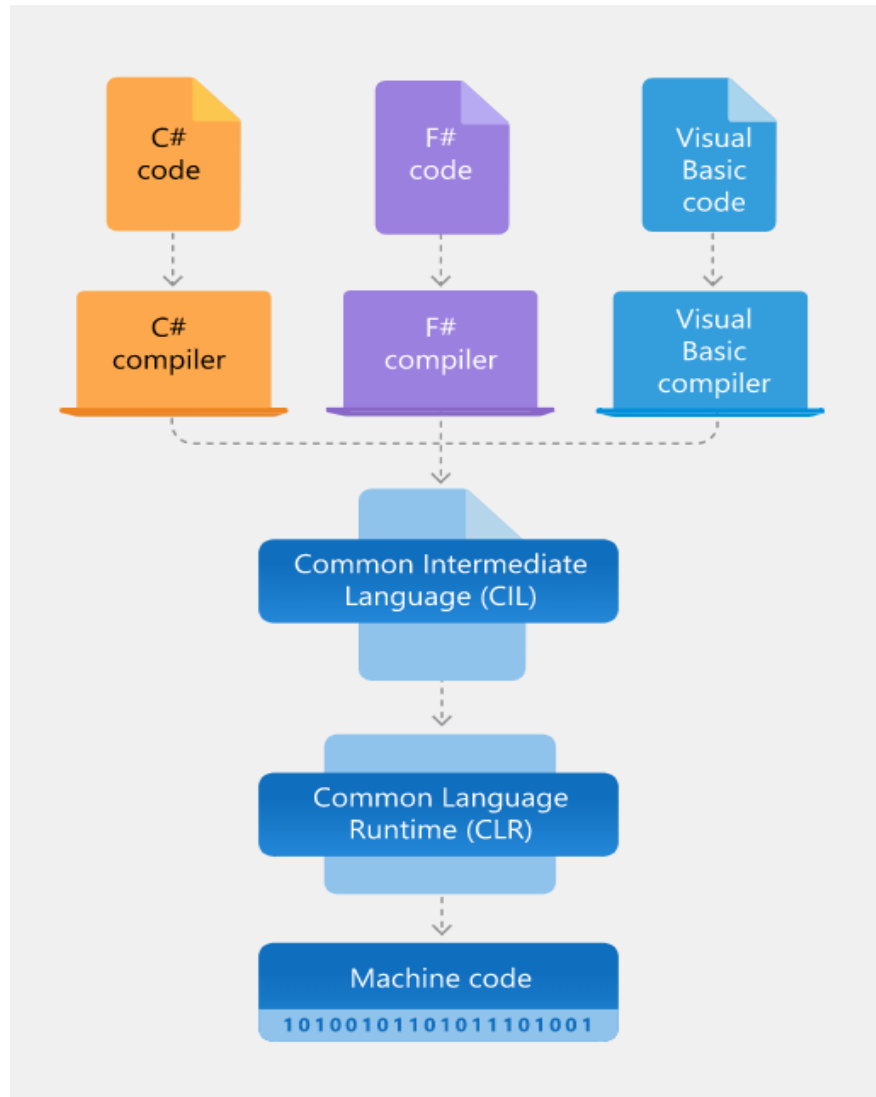 C#
code
F#
code
Visual
Basic
code
C#
compiler
F#
compiler
Visual
Basic
compiler
Common Intermediate
Language (CIL)
Common Language
Runtime (CLR)
Machine code
101001011010111101001